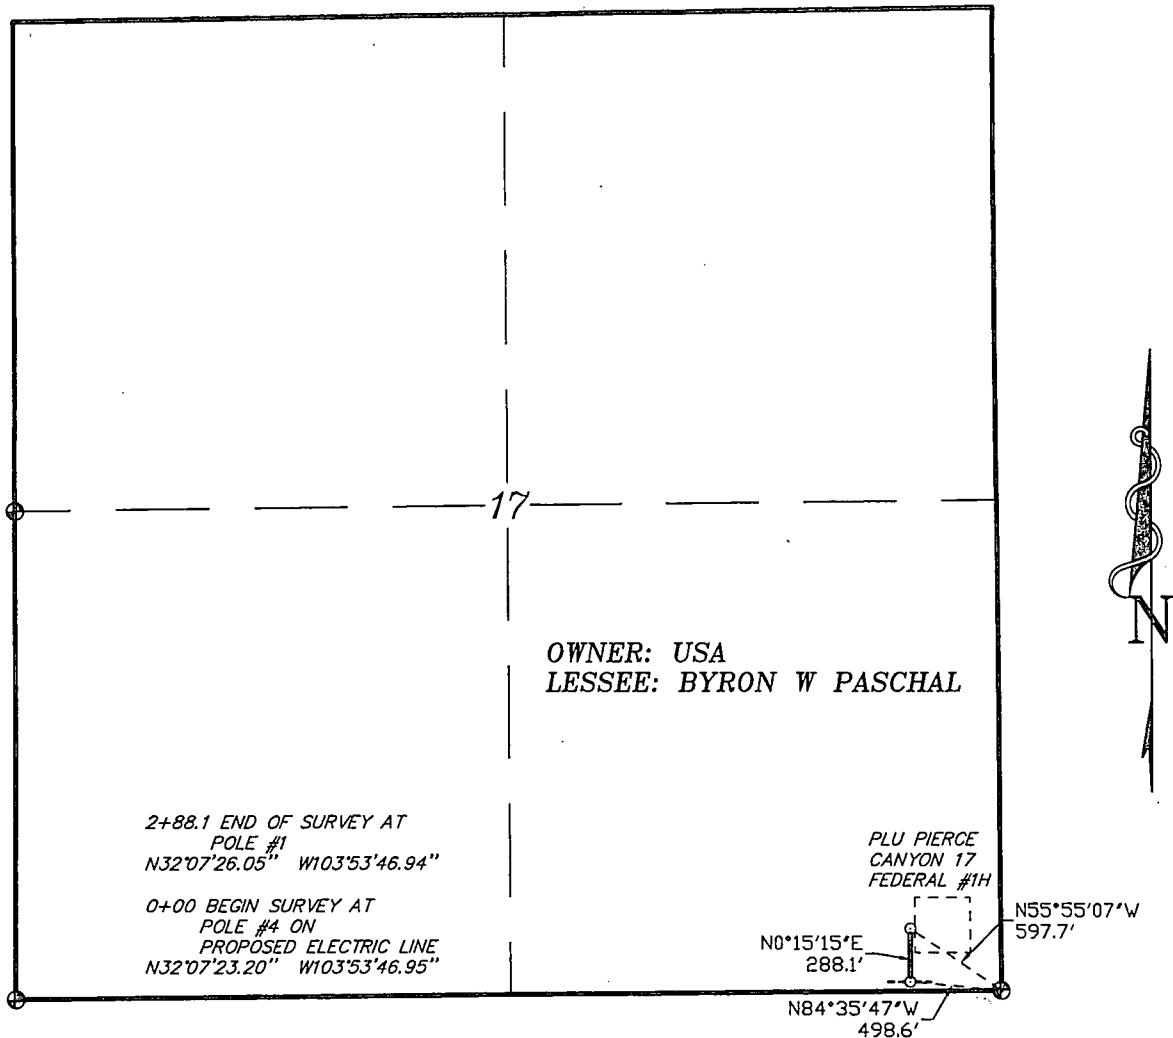 17
OWNER: USA
LESSEE: BYRON W PASCHAL
N
2+88.1 END OF SURVEY AT
POLE #1
N32°07'26.05" W103°53'46.94"
0+00 BEGIN SURVEY AT
POLE #4 ON
PROPOSED ELECTRIC LINE
N32°07'23.20" W103°53'46.95"
PLU PIERCE
CANYON 17
FEDERAL #1H
N55°55'07"W
597.7'
N0°15'15"E
288.1'
N84°35'47"W
498.6'